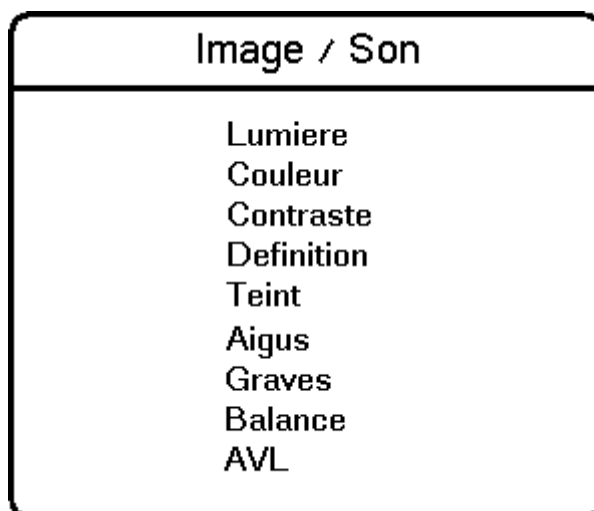 Image / Son
Lumiere
Couleur
Contraste
Definition
Teint
Aigus
Graves
Balance
AVL